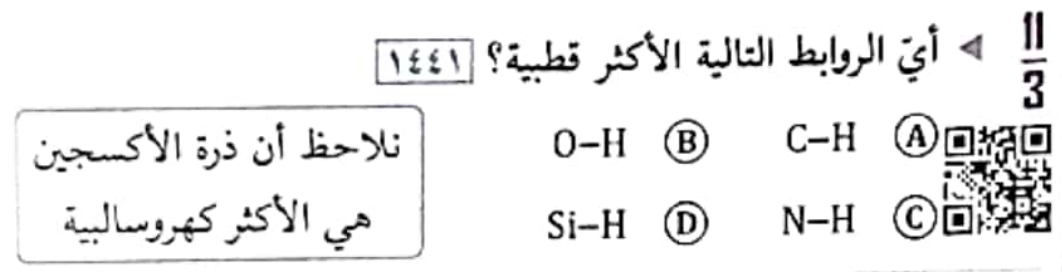 11/3 ◄ أيّ الروابط التالية الأكثر قطبية؟ ١٤٤١
A C–H B O–H
C N–H D Si–H
نلاحظ أن ذرة الأكسجين
هي الأكثر كهروسالبية